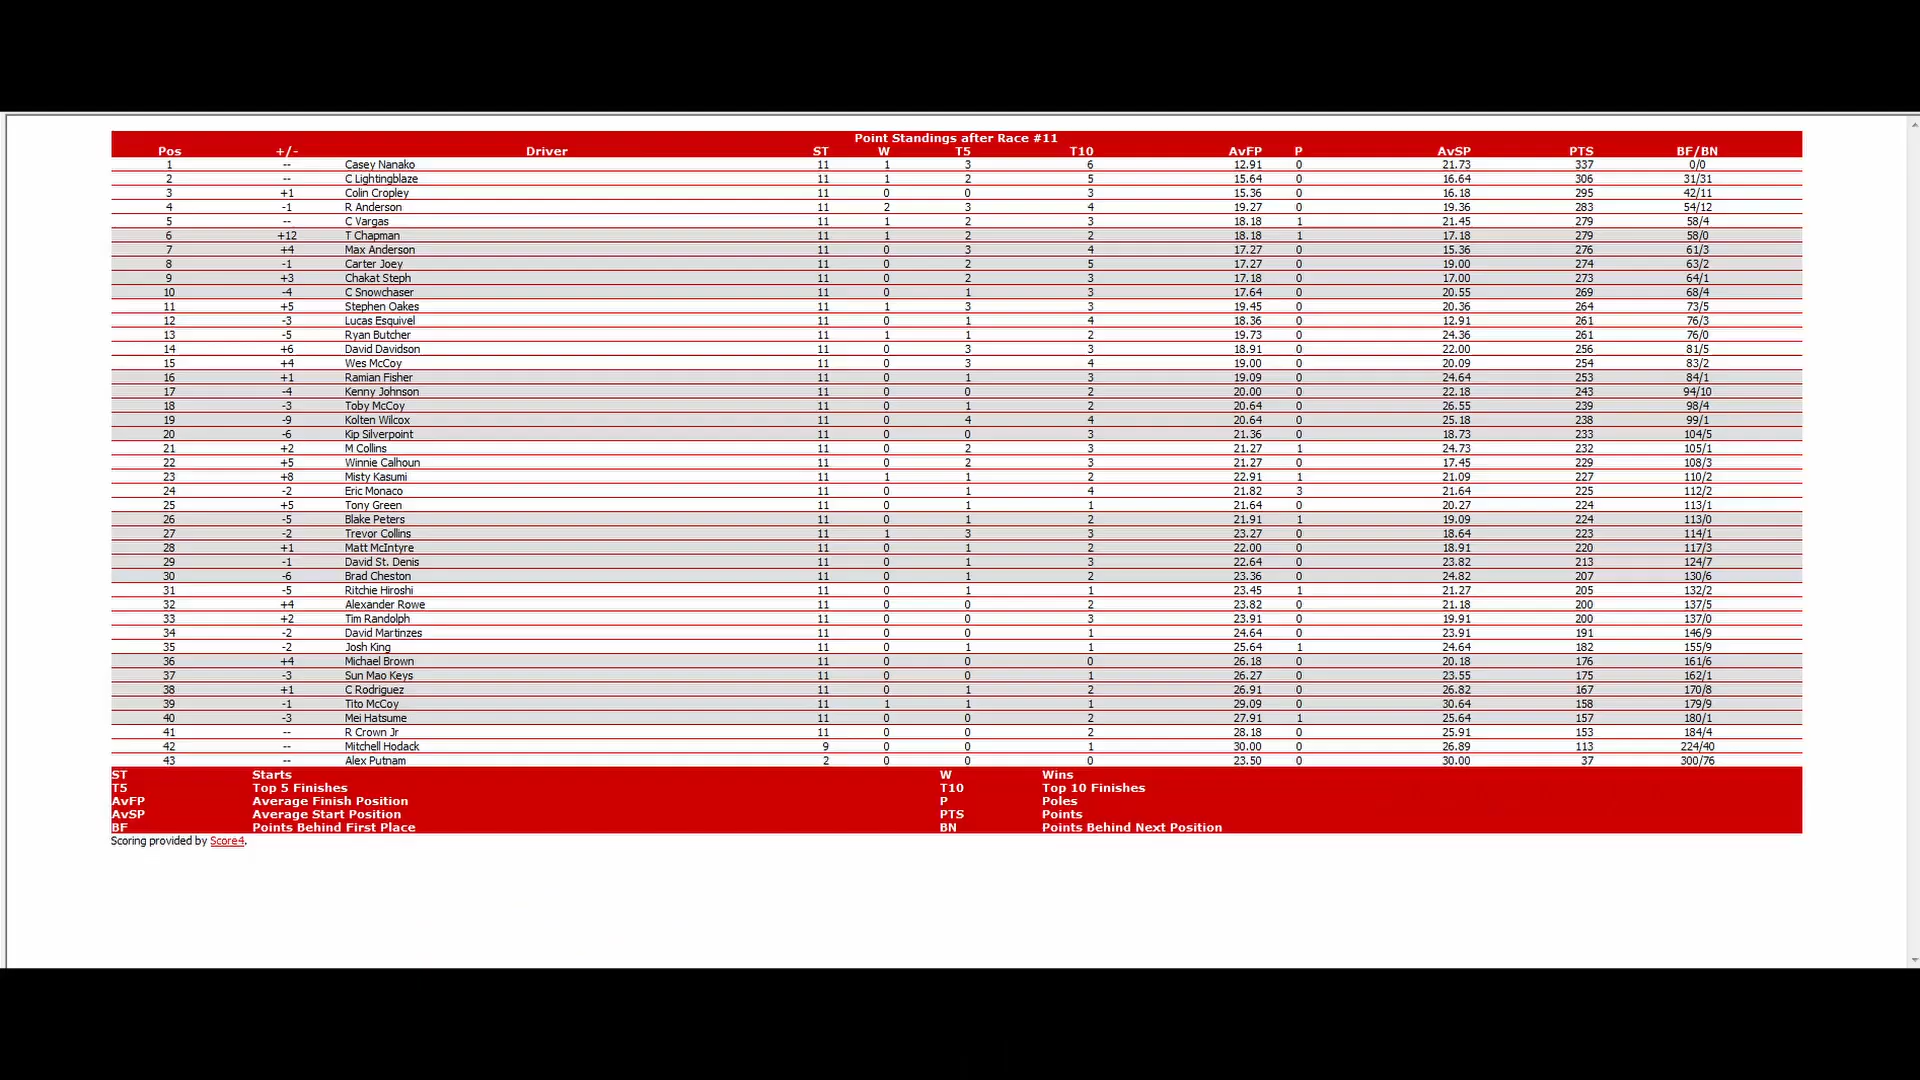 Point Standings after Race #11
Pos +/- Driver ST W T5 T10 AvFP P AvSP PTS BF/BN
1 -- Casey Nanako 11 1 3 6 12.91 0 21.73 337 0/0
2 -- C Lightingblaze 11 1 2 5 15.64 0 16.64 306 31/31
3 +1 Colin Cropley 11 0 0 3 15.36 0 16.18 295 42/11
4 -1 R Anderson 11 2 3 4 19.27 0 19.36 283 54/12
5 -- C Vargas 11 1 2 3 18.18 1 21.45 279 58/4
6 +12 T Chapman 11 1 2 2 18.18 1 17.18 279 58/0
7 +4 Max Anderson 11 0 3 4 17.27 0 15.36 276 61/3
8 -1 Carter Joey 11 0 2 5 17.27 0 19.00 274 63/2
9 +3 Chakat Steph 11 0 2 3 17.18 0 17.00 273 64/1
10 -4 C Snowchaser 11 0 1 3 17.64 0 20.55 269 68/4
11 +5 Stephen Oakes 11 1 3 3 19.45 0 20.36 264 73/5
12 -3 Lucas Esquivel 11 0 1 4 18.36 0 12.91 261 76/3
13 -5 Ryan Butcher 11 1 1 2 19.73 0 24.36 261 76/0
14 +6 David Davidson 11 0 3 3 18.91 0 22.00 256 81/5
15 +4 Wes McCoy 11 0 3 4 19.00 0 20.09 254 83/2
16 +1 Ramian Fisher 11 0 1 3 19.09 0 24.64 253 84/1
17 -4 Kenny Johnson 11 0 0 2 20.00 0 22.18 243 94/10
18 -3 Toby McCoy 11 0 1 2 20.64 0 26.55 239 98/4
19 -9 Kolten Wilcox 11 0 4 4 20.64 0 25.18 238 99/1
20 -6 Kip Silverpoint 11 0 0 3 21.36 0 18.73 233 104/5
21 +2 M Collins 11 0 2 3 21.27 1 24.73 232 105/1
22 +5 Winnie Calhoun 11 0 2 3 21.27 0 17.45 229 108/3
23 +8 Misty Kasumi 11 1 1 2 22.91 1 21.09 227 110/2
24 -2 Eric Monaco 11 0 1 4 21.82 3 21.64 225 112/2
25 +5 Tony Green 11 0 1 1 21.64 0 20.27 224 113/1
26 -5 Blake Peters 11 0 1 2 21.91 1 19.09 224 113/0
27 -2 Trevor Collins 11 1 3 3 23.27 0 18.64 223 114/1
28 +1 Matt McIntyre 11 0 1 2 22.00 0 18.91 220 117/3
29 -1 David St. Denis 11 0 1 3 22.64 0 23.82 213 124/7
30 -6 Brad Cheston 11 0 1 2 23.36 0 24.82 207 130/6
31 -5 Ritchie Hiroshi 11 0 1 1 23.45 1 21.27 205 132/2
32 +4 Alexander Rowe 11 0 0 2 23.82 0 21.18 200 137/5
33 +2 Tim Randolph 11 0 0 3 23.91 0 19.91 200 137/0
34 -2 David Martinzes 11 0 0 1 24.64 0 23.91 191 146/9
35 -2 Josh King 11 0 1 1 25.64 1 24.64 182 155/9
36 +4 Michael Brown 11 0 0 0 26.18 0 20.18 176 161/6
37 -3 Sun Mao Keys 11 0 0 1 26.27 0 23.55 175 162/1
38 +1 C Rodriguez 11 0 1 2 26.91 0 26.82 167 170/8
39 -1 Tito McCoy 11 1 1 1 29.09 0 30.64 158 179/9
40 -3 Mei Hatsume 11 0 0 2 27.91 1 25.64 157 180/1
41 -- R Crown Jr 11 0 0 2 28.18 0 25.91 153 184/4
42 -- Mitchell Hodack 9 0 0 1 30.00 0 26.89 113 224/40
43 -- Alex Putnam 2 0 0 0 23.50 0 30.00 37 300/76
ST Starts W Wins
T5 Top 5 Finishes T10 Top 10 Finishes
AvFP Average Finish Position P Poles
AvSP Average Start Position PTS Points
BF Points Behind First Place BN Points Behind Next Position
Scoring provided by Score4.